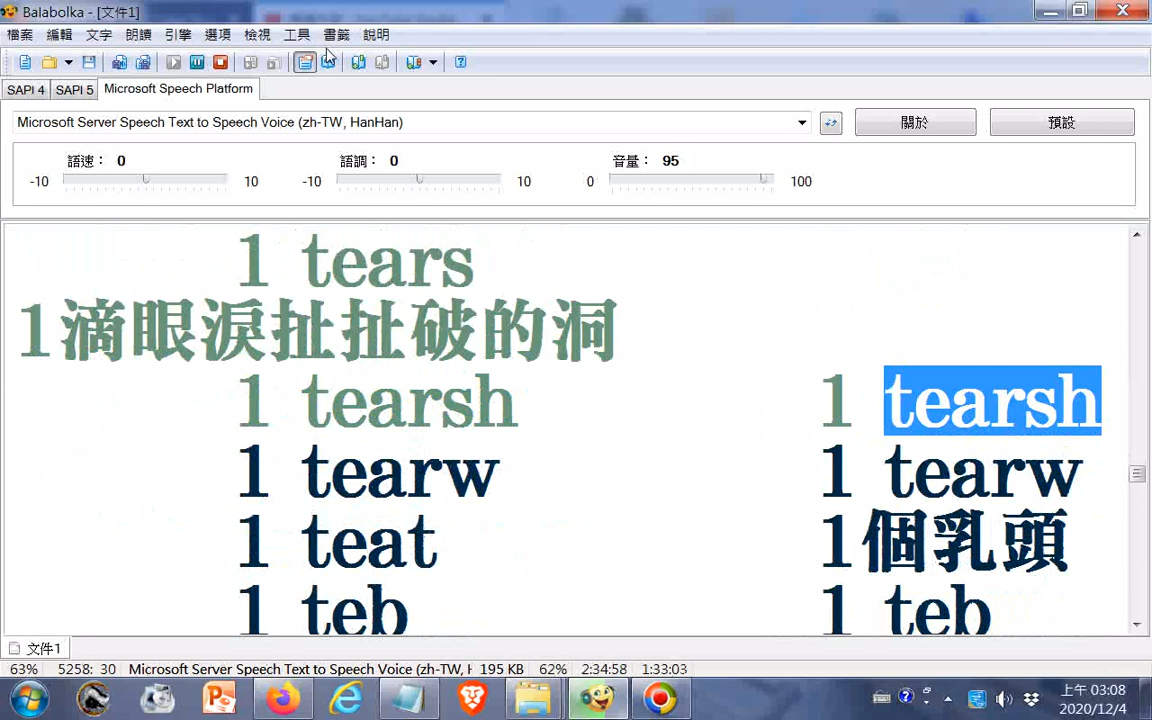 Balabolka - [文件1]
檔案 編輯 文字 朗讀 引擎 選項 檢視 工具 書籤 說明
SAPI 4 SAPI 5 Microsoft Speech Platform
Microsoft Server Speech Text to Speech Voice (zh-TW, HanHan) 關於 預設
語速： 0 語調： 0 音量： 95
-10 10 -10 10 0 100
1 tears
1滴眼淚扯扯破的洞
1 tearsh 1 tearsh
1 tearw 1 tearw
1 teat 1個乳頭
1 teb 1 teb
文件1
63% 5258: 30 Microsoft Server Speech Text to Speech Voice (zh-TW, H 195 KB 62% 2:34:58 1:33:03
上午 03:08
2020/12/4